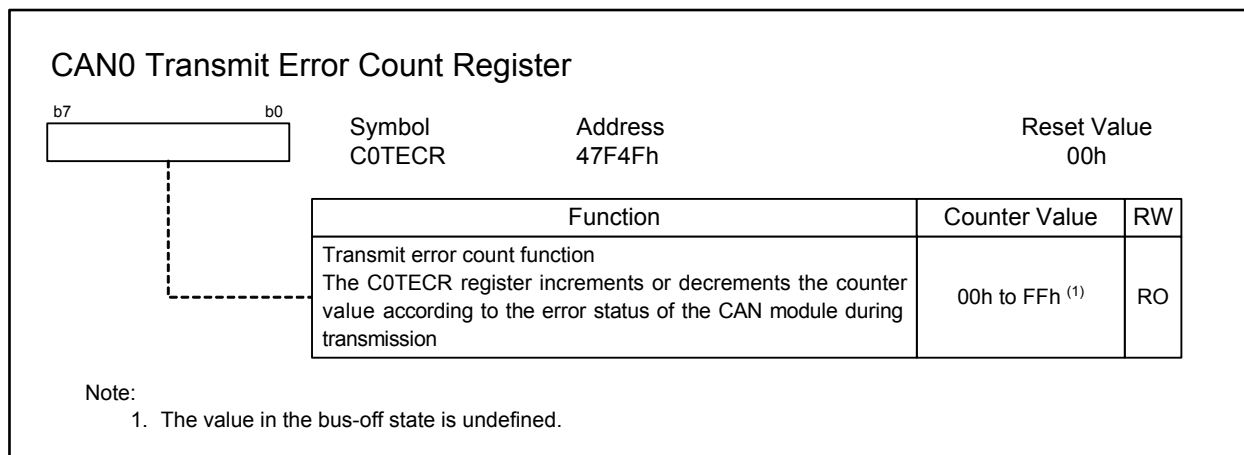 CAN0 Transmit Error Count Register
b7 b0
Symbol Address Reset Value
C0TECR 47F4Fh 00h
Function Counter Value RW
Transmit error count function
The C0TECR register increments or decrements the counter
value according to the error status of the CAN module during
transmission
00h to FFh (1) RO
Note:
1. The value in the bus-off state is undefined.